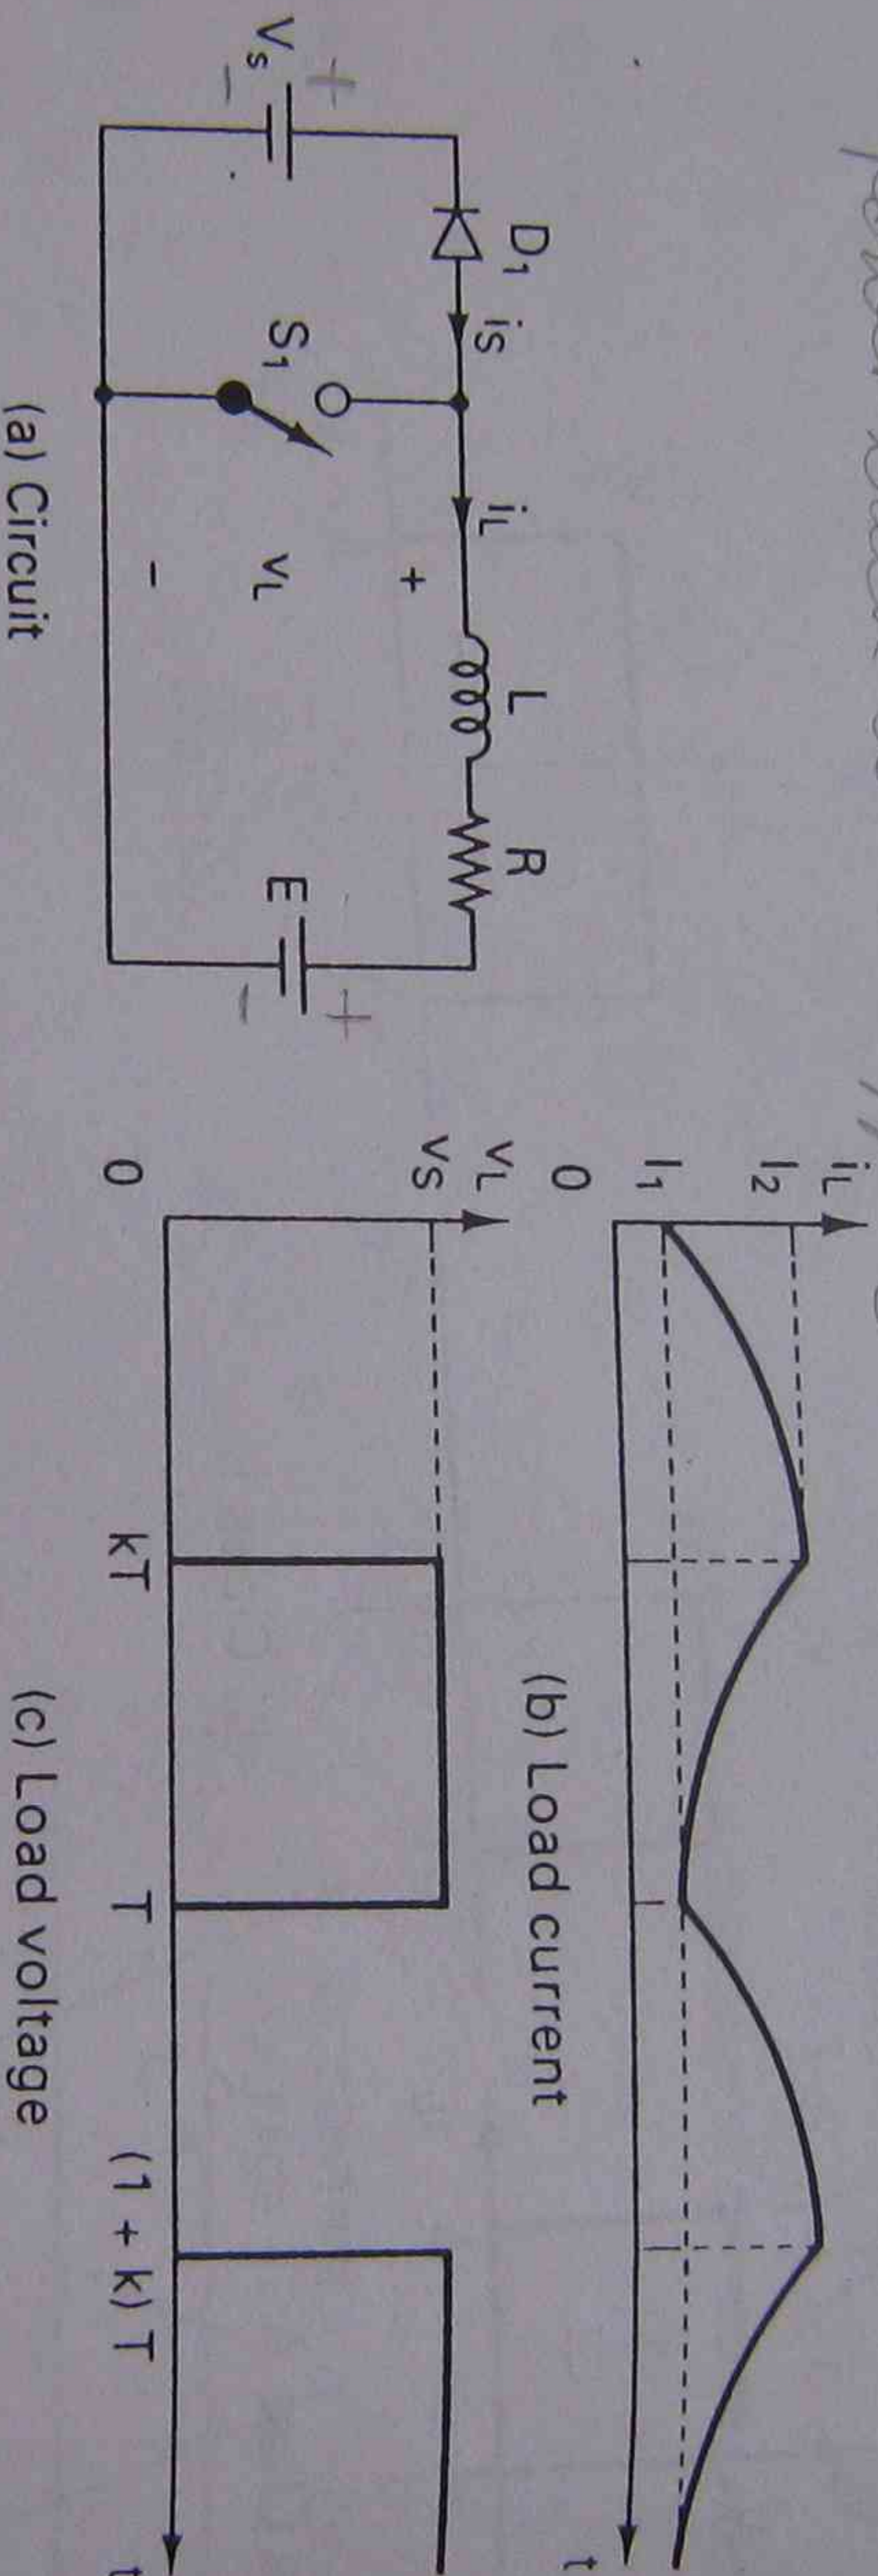 D1
iS
iL
L
R
+
Vs
+
-
S1
vL
-
E
+
-
(a) Circuit
iL
I2
I1
0
t
(b) Load current
vL
vS
0
kT
T
(1 + k) T
t
(c) Load voltage